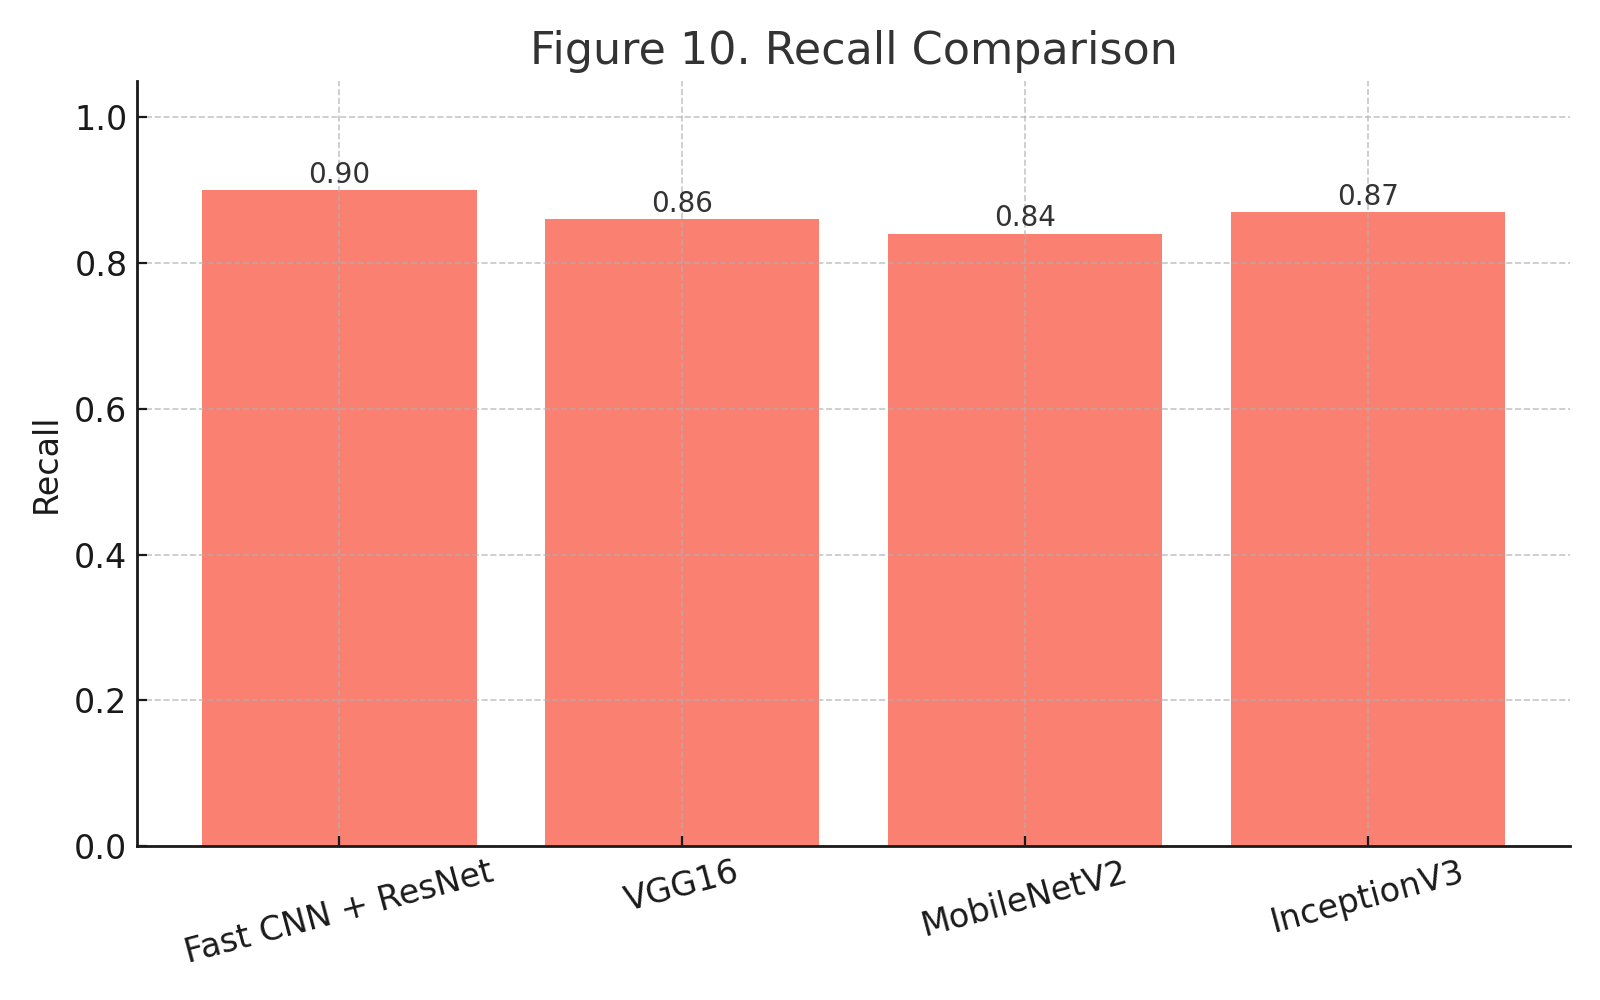 Figure 10. Recall Comparison
1.0
0.90
0.86
0.84
0.87
0.8
0.6
Recall
0.4
0.2
0.0
Fast CNN + ResNet
VGG16
MobileNetV2
InceptionV3